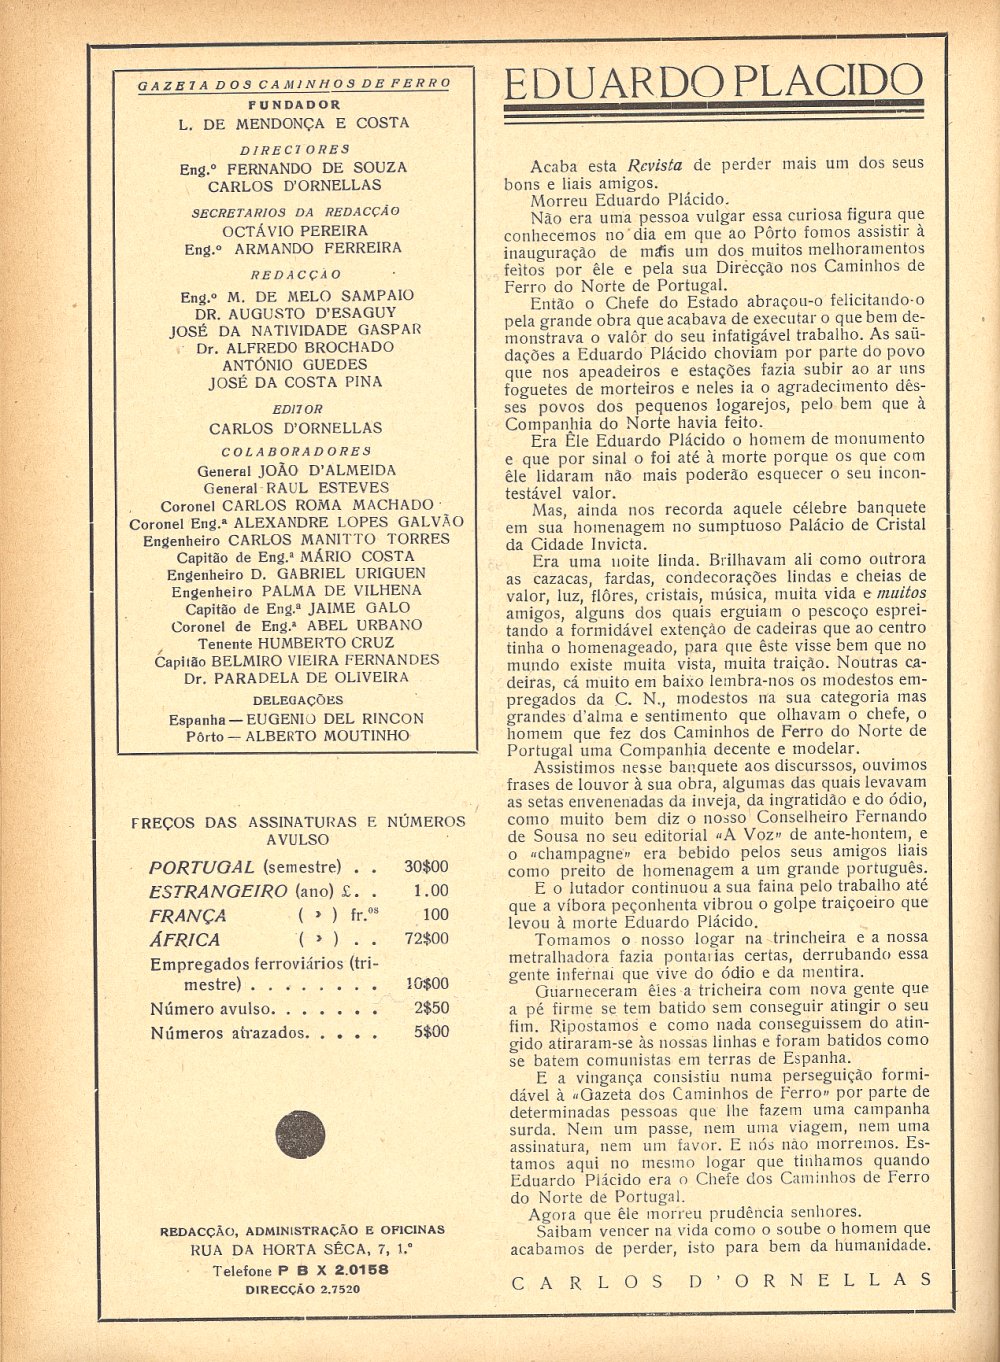 GAZETA DOS CAMINHOS DE FERRO
FUNDADOR
L. DE MENDONÇA E COSTA
DIRECTORES
Eng.º FERNANDO DE SOUZA
CARLOS D'ORNELLAS
SECRETARIOS DA REDACÇÃO
OCTÁVIO PEREIRA
Eng.º ARMANDO FERREIRA
REDACÇÃO
Eng.º M. DE MELO SAMPAIO
DR. AUGUSTO D'ESAGUY
JOSÉ DA NATIVIDADE GASPAR
Dr. ALFREDO BROCHADO
ANTÓNIO GUEDES
JOSÉ DA COSTA PINA
EDITOR
CARLOS D'ORNELLAS
COLABORADORES
General JOÃO D'ALMEIDA
General RAUL ESTEVES
Coronel CARLOS ROMA MACHADO
Coronel Eng.ª ALEXANDRE LOPES GALVÃO
Engenheiro CARLOS MANITTO TORRES
Capitão de Eng.ª MÁRIO COSTA
Engenheiro D. GABRIEL URIGUEN
Engenheiro PALMA DE VILHENA
Capitão de Eng.ª JAIME GALO
Coronel de Eng.ª ABEL URBANO
Tenente HUMBERTO CRUZ
Capitão BELMIRO VIEIRA FERNANDES
Dr. PARADELA DE OLIVEIRA
DELEGAÇÕES
Espanha — EUGENIO DEL RINCON
Pôrto — ALBERTO MOUTINHO
FREÇOS DAS ASSINATURAS E NÚMEROS
AVULSO
PORTUGAL (semestre) . . 30$00
ESTRANGEIRO (ano) £. . 1.00
FRANÇA ( » ) fr.ºˢ 100
ÁFRICA ( » ) . . 72$00
Empregados ferroviários (tri-
mestre) . . . . . . . . 10$00
Número avulso. . . . . . . 2$50
Números atrazados. . . . . 5$00
REDACÇÃO, ADMINISTRAÇÃO E OFICINAS
RUA DA HORTA SÊCA, 7, 1.º
Telefone P B X 2.0158
DIRECÇÃO 2.7520
EDUARDO PLACIDO
Acaba esta Revista de perder mais um dos seus
bons e liais amigos.
Morreu Eduardo Plácido.
Não era uma pessoa vulgar essa curiosa figura que
conhecemos no dia em que ao Pôrto fomos assistir à
inauguração de mais um dos muitos melhoramentos
feitos por êle e pela sua Direcção nos Caminhos de
Ferro do Norte de Portugal.
Então o Chefe do Estado abraçou-o felicitando-o
pela grande obra que acabava de executar o que bem de-
monstrava o valôr do seu infatigável trabalho. As saü-
dações a Eduardo Plácido choviam por parte do povo
que nos apeadeiros e estações fazia subir ao ar uns
foguetes de morteiros e neles ia o agradecimento dês-
ses povos dos pequenos logarejos, pelo bem que à
Companhia do Norte havia feito.
Era Êle Eduardo Plácido o homem de monumento
e que por sinal o foi até à morte porque os que com
êle lidaram não mais poderão esquecer o seu incon-
testável valor.
Mas, ainda nos recorda aquele célebre banquete
em sua homenagem no sumptuoso Palácio de Cristal
da Cidade Invicta.
Era uma noite linda. Brilhavam ali como outrora
as cazacas, fardas, condecorações lindas e cheias de
valor, luz, flôres, cristais, música, muita vida e muitos
amigos, alguns dos quais erguiam o pescoço esprei-
tando a formidável extenção de cadeiras que ao centro
tinha o homenageado, para que êste visse bem que no
mundo existe muita vista, muita traição. Noutras ca-
deiras, cá muito em baixo lembra-nos os modestos em-
pregados da C. N., modestos na sua categoria mas
grandes d'alma e sentimento que olhavam o chefe, o
homem que fez dos Caminhos de Ferro do Norte de
Portugal uma Companhia decente e modelar.
Assistimos nesse banquete aos discurssos, ouvimos
frases de louvor à sua obra, algumas das quais levavam
as setas envenenadas da inveja, da ingratidão e do ódio,
como muito bem diz o nosso Conselheiro Fernando
de Sousa no seu editorial «A Voz» de ante-hontem, e
o «champagne» era bebido pelos seus amigos liais
como preito de homenagem a um grande português.
E o lutador continuou a sua faina pelo trabalho até
que a víbora peçonhenta vibrou o golpe traiçoeiro que
levou à morte Eduardo Plácido.
Tomamos o nosso logar na trincheira e a nossa
metralhadora fazia pontarias certas, derrubando essa
gente infernal que vive do ódio e da mentira.
Guarneceram êles a tricheira com nova gente que
a pé firme se tem batido sem conseguir atingir o seu
fim. Ripostamos e como nada conseguissem do atin-
gido atiraram-se às nossas linhas e foram batidos como
se batem comunistas em terras de Espanha.
E a vingança consistiu numa perseguição formi-
dável à «Gazeta dos Caminhos de Ferro» por parte de
determinadas pessoas que lhe fazem uma campanha
surda. Nem um passe, nem uma viagem, nem uma
assinatura, nem um favor. E nós não morremos. Es-
tamos aqui no mesmo logar que tinhamos quando
Eduardo Plácido era o Chefe dos Caminhos de Ferro
do Norte de Portugal.
Agora que êle morreu prudência senhores.
Saibam vencer na vida como o soube o homem que
acabamos de perder, isto para bem da humanidade.
CARLOS D'ORNELLAS